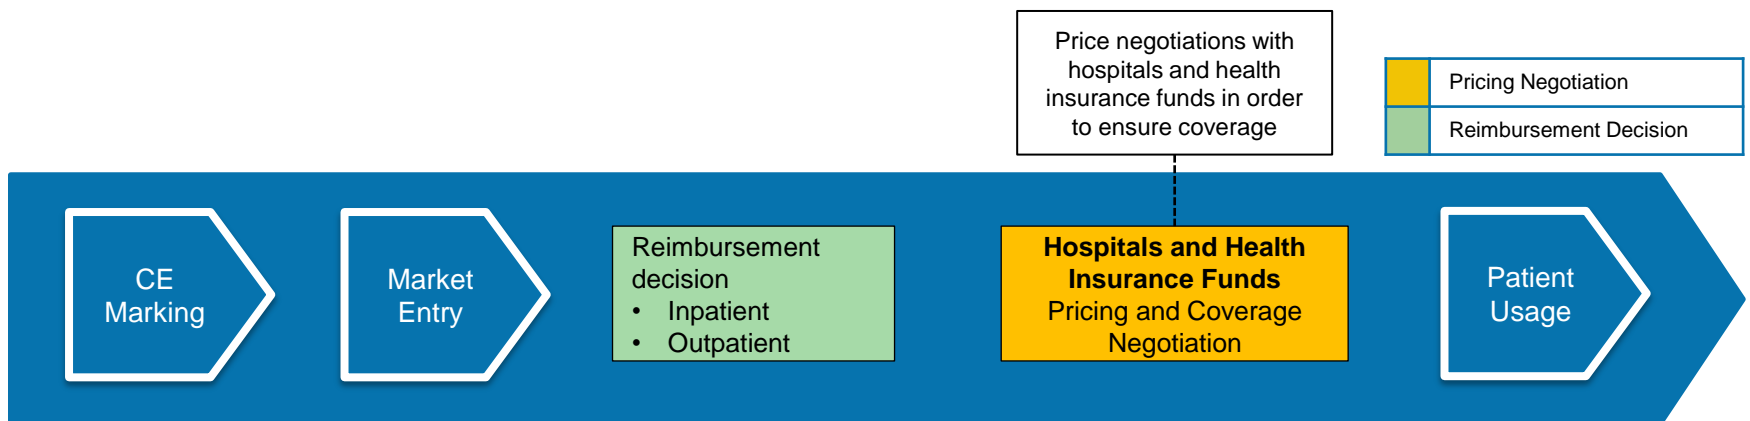 Price negotiations with
hospitals and health
insurance funds in order
to ensure coverage
Pricing Negotiation
Reimbursement Decision
CE
Marking
Market
Entry
Reimbursement
decision
• Inpatient
• Outpatient
Hospitals and Health
Insurance Funds
Pricing and Coverage
Negotiation
Patient
Usage